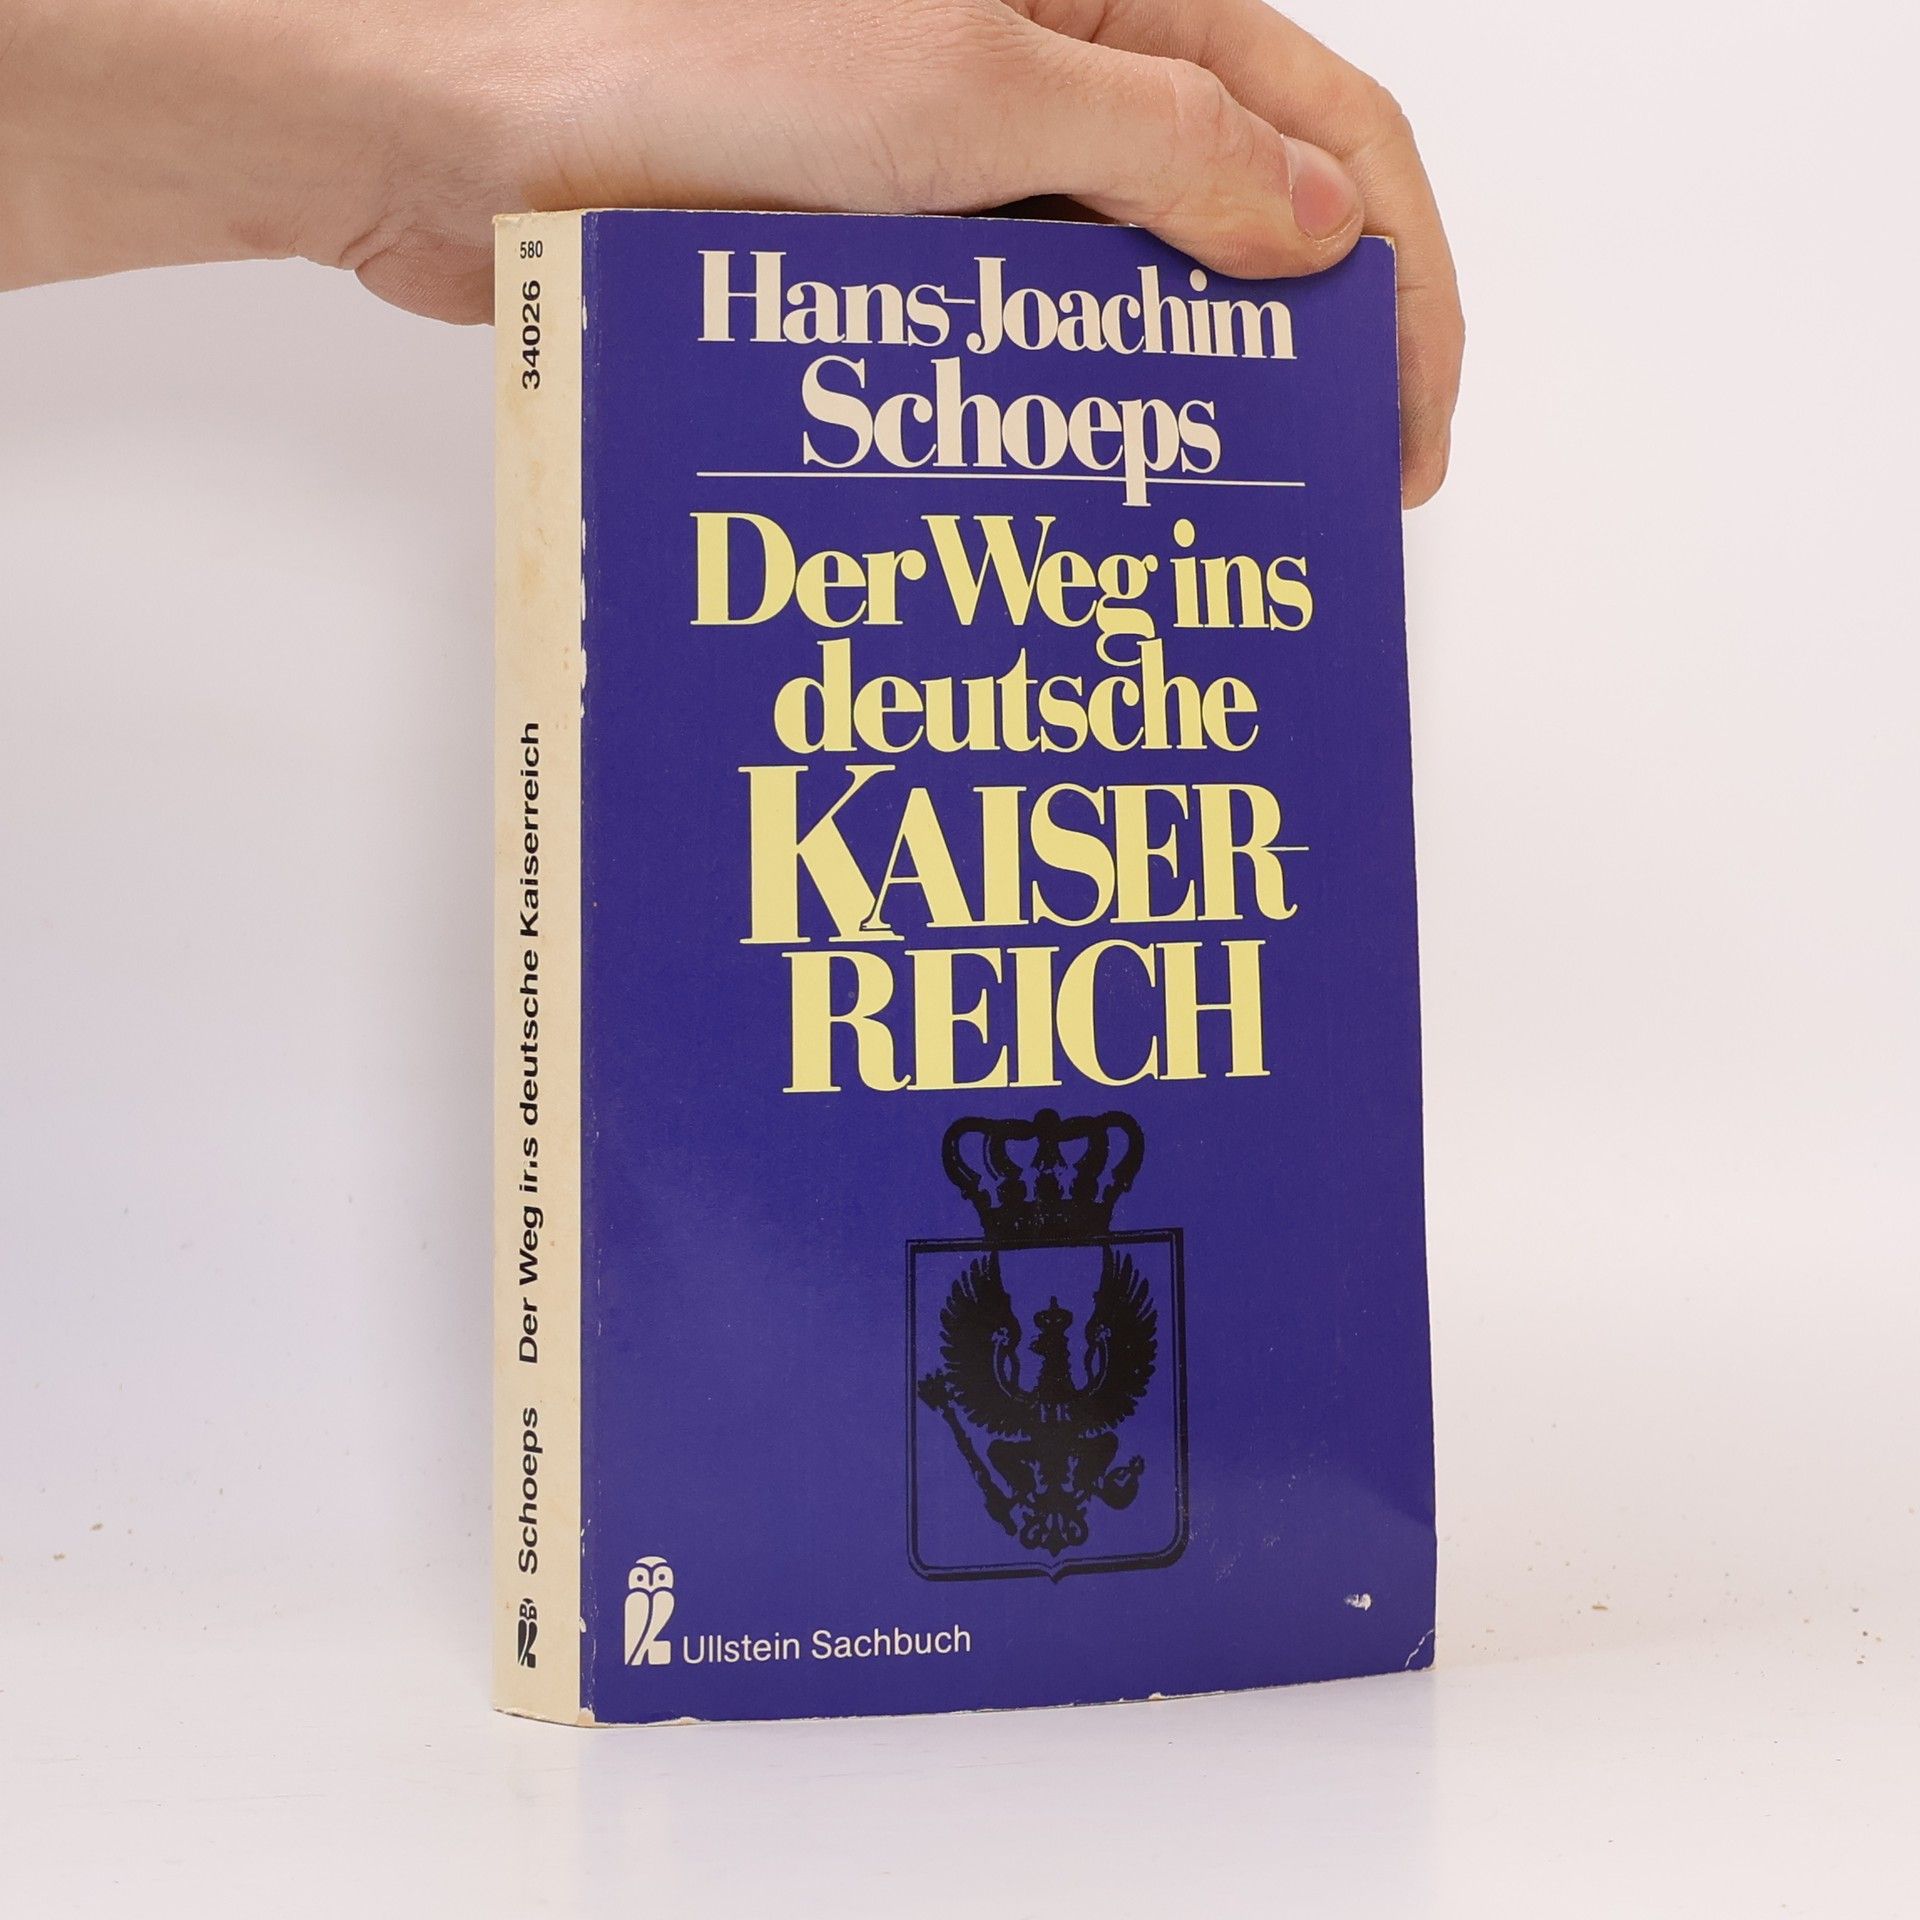 580
34026
Der Weg ins deutsche Kaiserreich
Schoeps
Hans-Joachim
Schoeps
Der Weg ins
deutsche
KAISER-
REICH
Ullstein Sachbuch